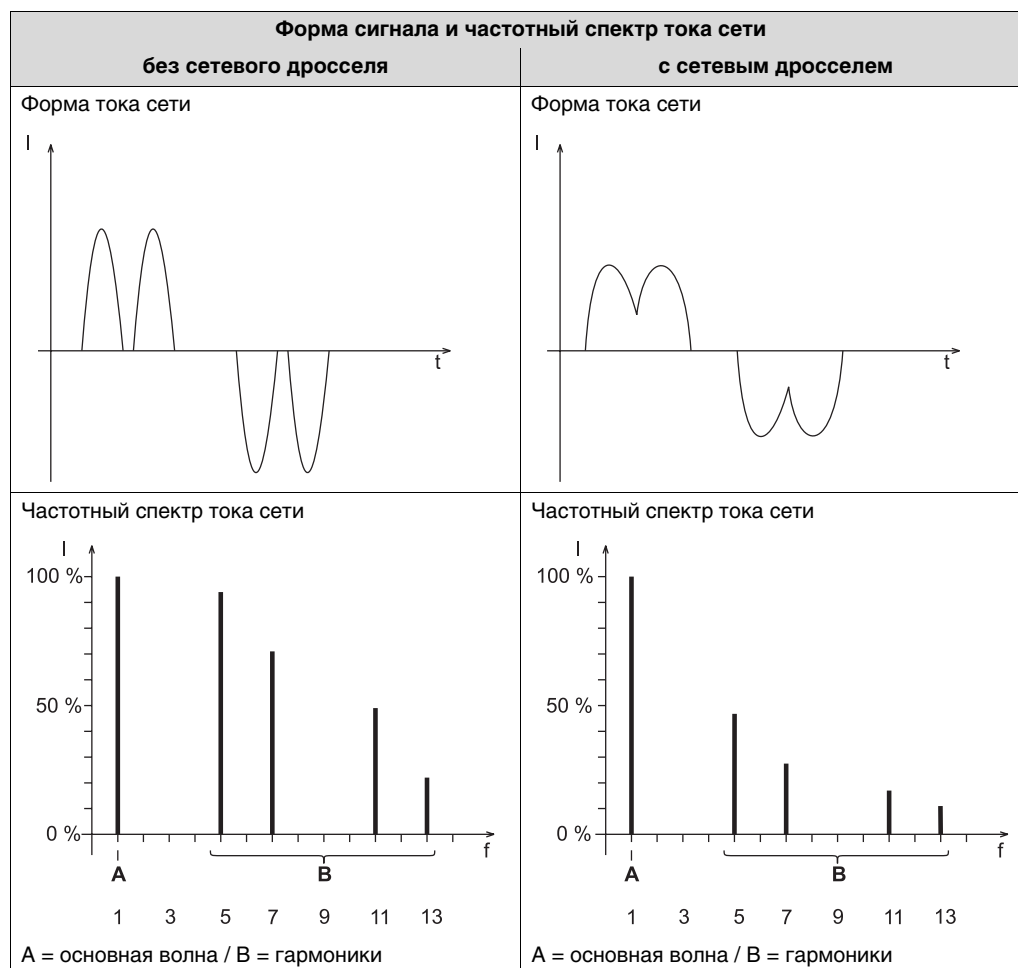 Форма сигнала и частотный спектр тока сети
без сетевого дросселя
с сетевым дросселем
Форма тока сети
I
t
Форма тока сети
I
t
Частотный спектр тока сети
I
100 %
50 %
0 %
f
A
B
1 3 5 7 9 11 13
A = основная волна / B = гармоники
Частотный спектр тока сети
I
100 %
50 %
0 %
f
A
B
1 3 5 7 9 11 13
A = основная волна / B = гармоники